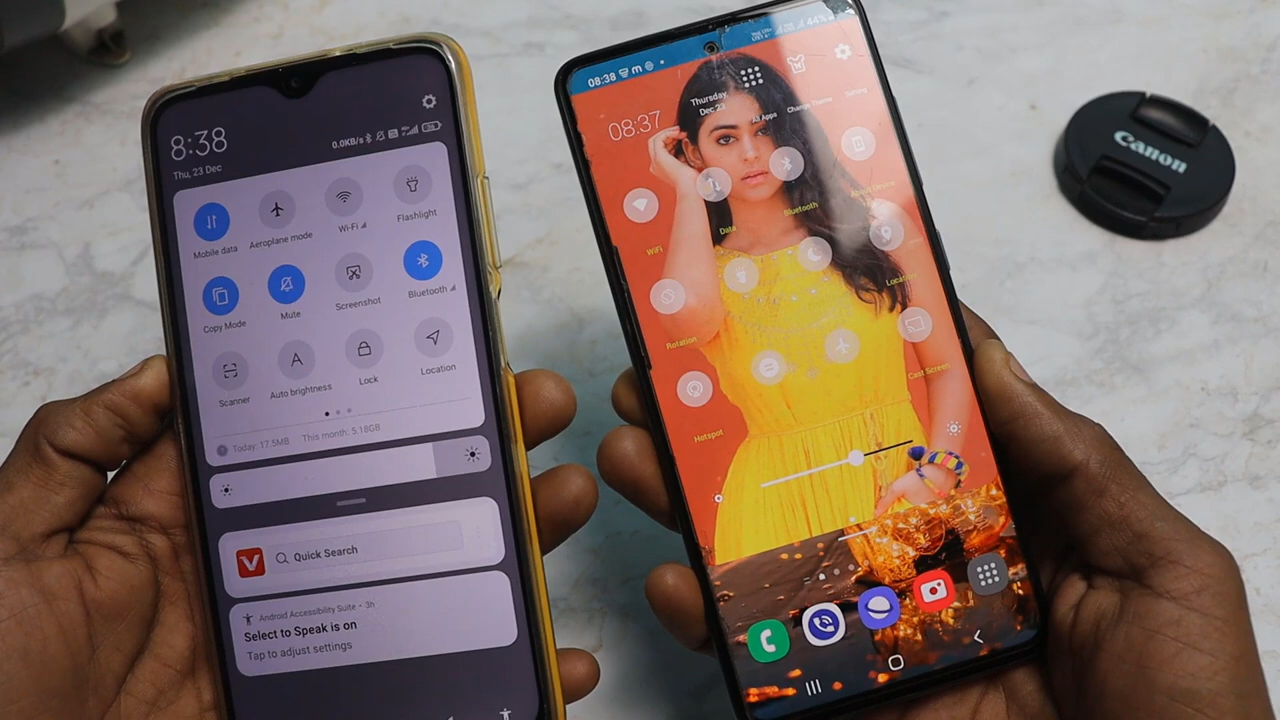 8:38
Thu, 23 Dec
0.0KB/s
Mobile data
Aeroplane mode
Wi-Fi
Flashlight
Copy Mode
Mute
Screenshot
Bluetooth
Scanner
Auto brightness
Lock
Location
Today: 17.5MB
This month: 5.18GB
Quick Search
Android Accessibility Suite • 3h
Select to Speak is on
Tap to adjust settings
08:38
44%
08:37
Thursday,
Dec 23
All Apps
Change Theme
Setting
WiFi
Data
Bluetooth
About Device
Rotation
Location
Hotspot
Cast Screen
Canon